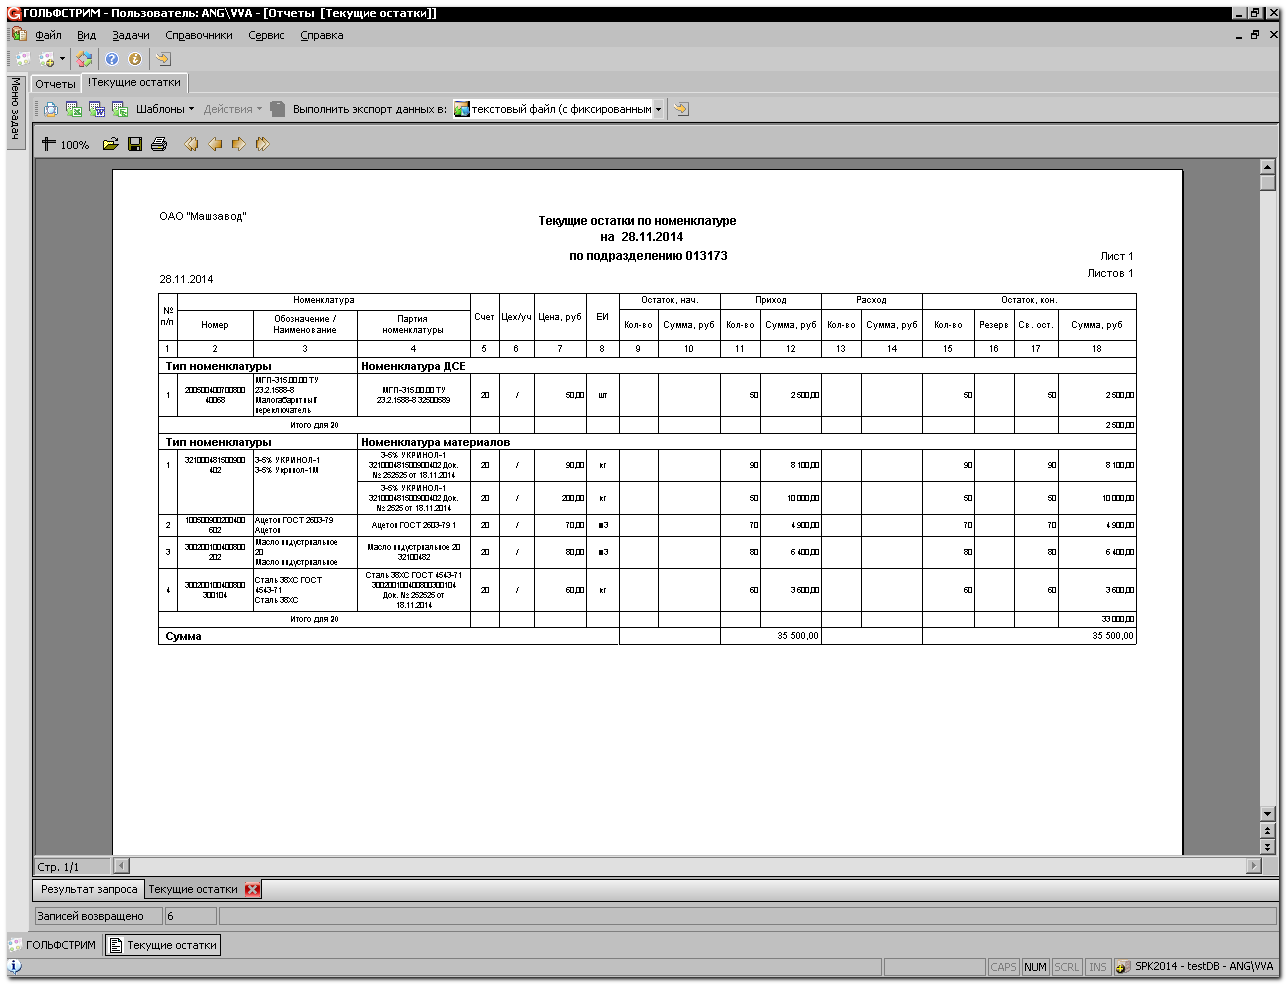 ГОЛЬФСТРИМ - Пользователь: ANG\VVA - [Отчеты [Текущие остатки]]
Файл Вид Задачи Справочники Сервис Справка
Меню задач
Отчеты !Текущие остатки
Шаблоны Действия Выполнить экспорт данных в: текстовый файл (с фиксированным
100%
ОАО "Машзавод"
Текущие остатки по номенклатуре
на 28.11.2014
по подразделению 013173
Лист 1
Листов 1
28.11.2014
№ п/п Номенклатура Счет Цех/уч Цена, руб ЕИ Остаток, нач. Приход Расход Остаток, кон.
Номер Обозначение / Наименование Партия номенклатуры Кол-во Сумма, руб Кол-во Сумма, руб Кол-во Сумма, руб Кол-во Резерв Св. ост. Сумма, руб
1 2 3 4 5 6 7 8 9 10 11 12 13 14 15 16 17 18
Тип номенклатуры Номенклатура ДСЕ
1 200500400700800 40068 МГП-315.00.00 ТУ 23.2.1588-8 Малогабаритный переключатель МГП-315.00.00 ТУ 23.2.1588-8 32500589 20 / 50,00 шт 50 2 500,00 50 50 2 500,00
Итого для 20 2 500,00
Тип номенклатуры Номенклатура материалов
1 321000481500900 402 3-5% УКРИНОЛ-1 3-5% Укринол-1М 3-5% УКРИНОЛ-1 321000481500900402 Док. № 252525 от 18.11.2014 20 / 90,00 кг 90 8 100,00 90 90 8 100,00
3-5% УКРИНОЛ-1 321000481500900402 Док. № 2525 от 18.11.2014 20 / 200,00 кг 50 10 000,00 50 50 10 000,00
2 100500900200400 602 Ацетон ГОСТ 2603-79 Ацетон Ацетон ГОСТ 2603-79 1 20 / 70,00 м3 70 4 900,00 70 70 4 900,00
3 300200100400800 202 Масло индустриальное 20 Масло индустриальное Масло индустриальное 20 32100482 20 / 80,00 м3 80 6 400,00 80 80 6 400,00
4 300200100400800 300104 Сталь 38ХС ГОСТ 4543-71 Сталь 38ХС Сталь 38ХС ГОСТ 4543-71 300200100400800300104 Док. № 252525 от 18.11.2014 20 / 60,00 кг 60 3 600,00 60 60 3 600,00
Итого для 20 33 000,00
Сумма 35 500,00 35 500,00
Стр. 1/1
Результат запроса Текущие остатки
Записей возвращено 6
ГОЛЬФСТРИМ Текущие остатки
CAPS NUM SCRL INS SPK2014 - testDB - ANG\VVA